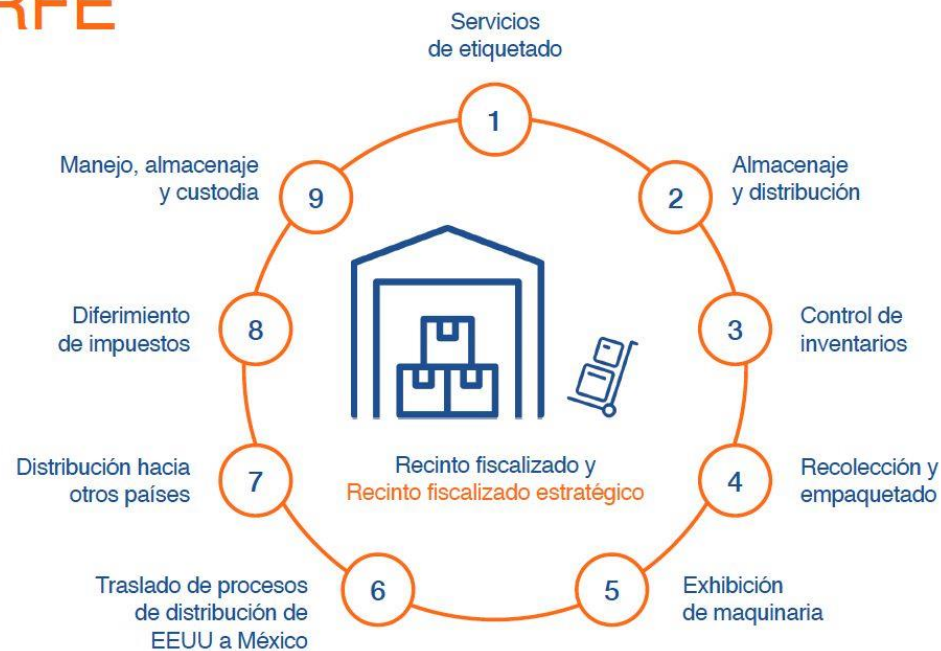 RFE
Servicios
de etiquetado
1
Almacenaje
y distribución
2
Control de
inventarios
3
Recolección y
empaquetado
4
Exhibición
de maquinaria
5
Traslado de procesos
de distribución de
EEUU a México
6
Distribución hacia
otros países
7
Diferimiento
de impuestos
8
Manejo, almacenaje
y custodia
9
Recinto fiscalizado y
Recinto fiscalizado estratégico